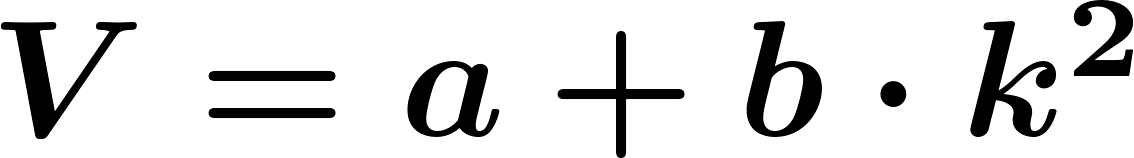 V = a + b · k²